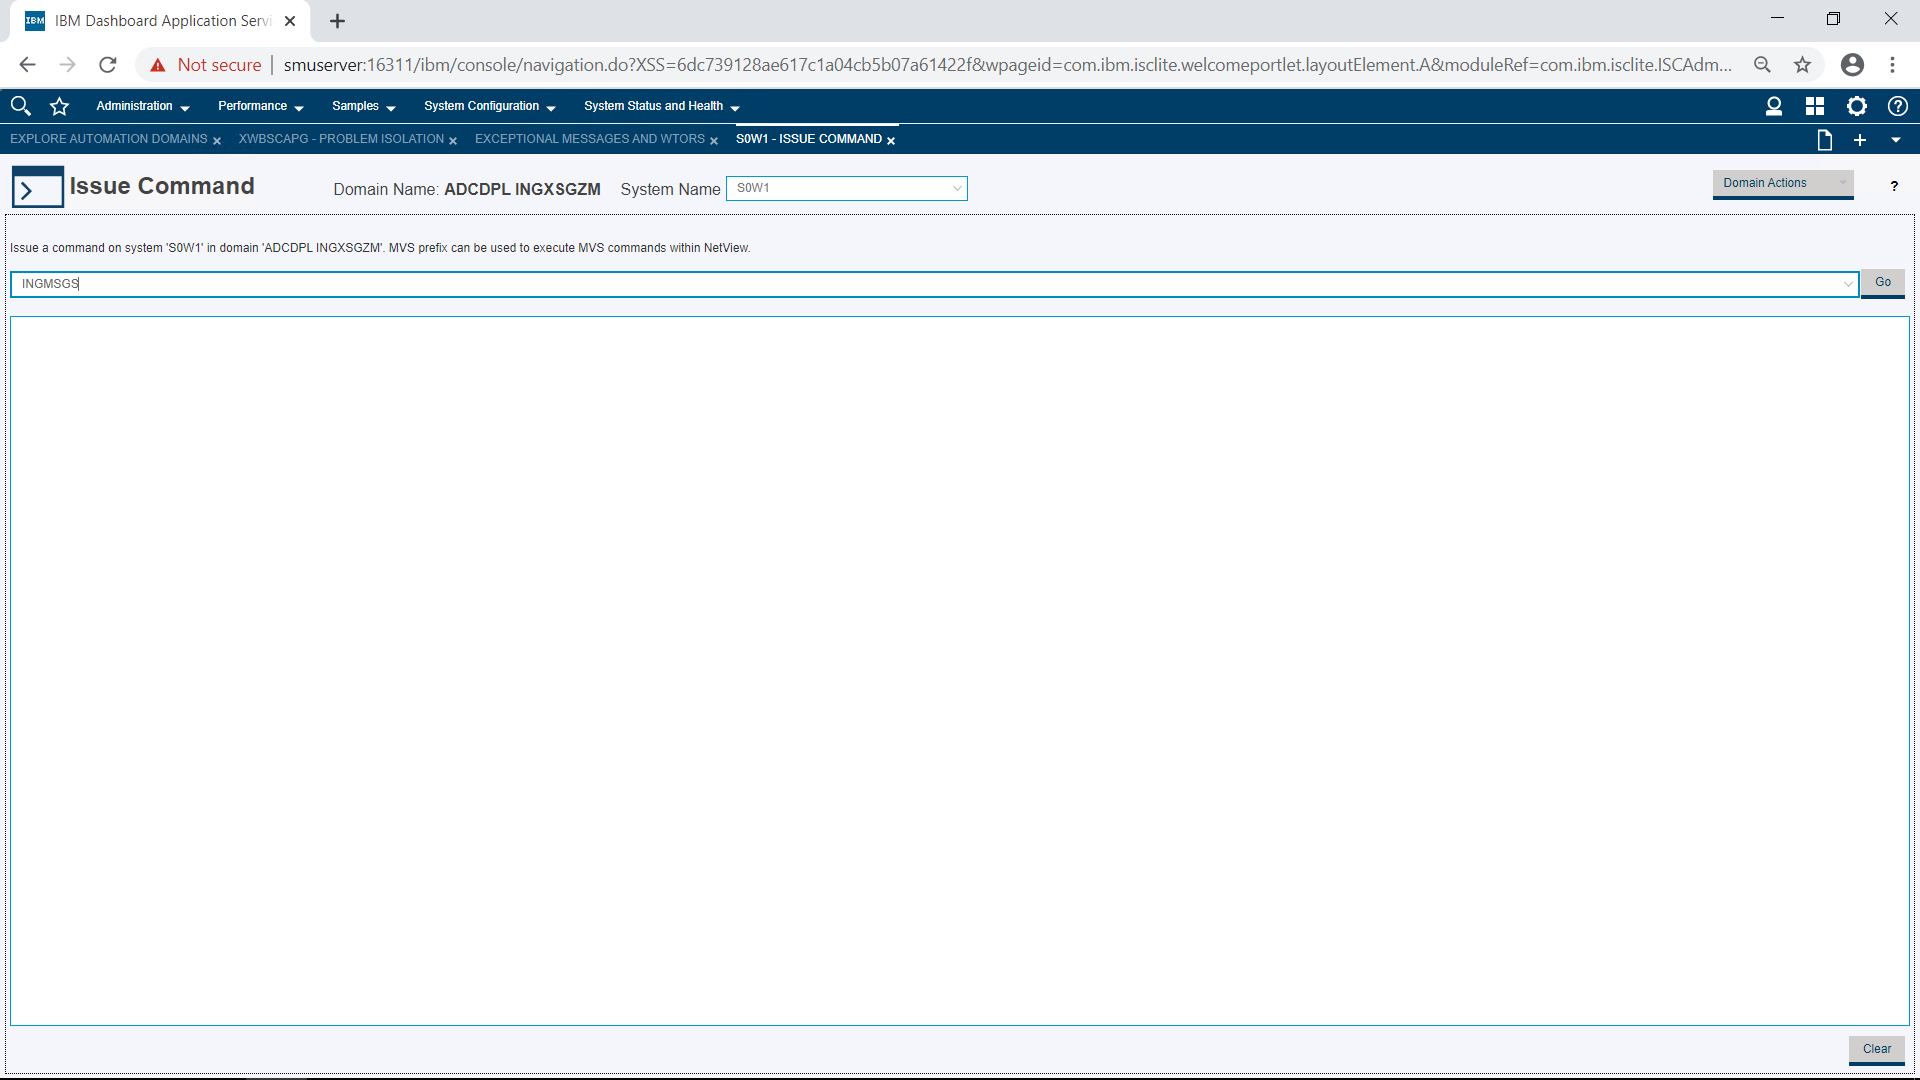 IBM IBM Dashboard Application Servi
Not secure smuserver:16311/ibm/console/navigation.do?XSS=6dc739128ae617c1a04cb5b07a61422f&wpageid=com.ibm.isclite.welcomeportlet.layoutElement.A&moduleRef=com.ibm.isclite.ISCAdm...
Administration Performance Samples System Configuration System Status and Health
EXPLORE AUTOMATION DOMAINS XWBSCAPG - PROBLEM ISOLATION EXCEPTIONAL MESSAGES AND WTORS S0W1 - ISSUE COMMAND
Issue Command Domain Name: ADCDPL INGXSGZM System Name S0W1 Domain Actions ?
Issue a command on system 'S0W1' in domain 'ADCDPL INGXSGZM'. MVS prefix can be used to execute MVS commands within NetView.
INGMSGS Go
Clear